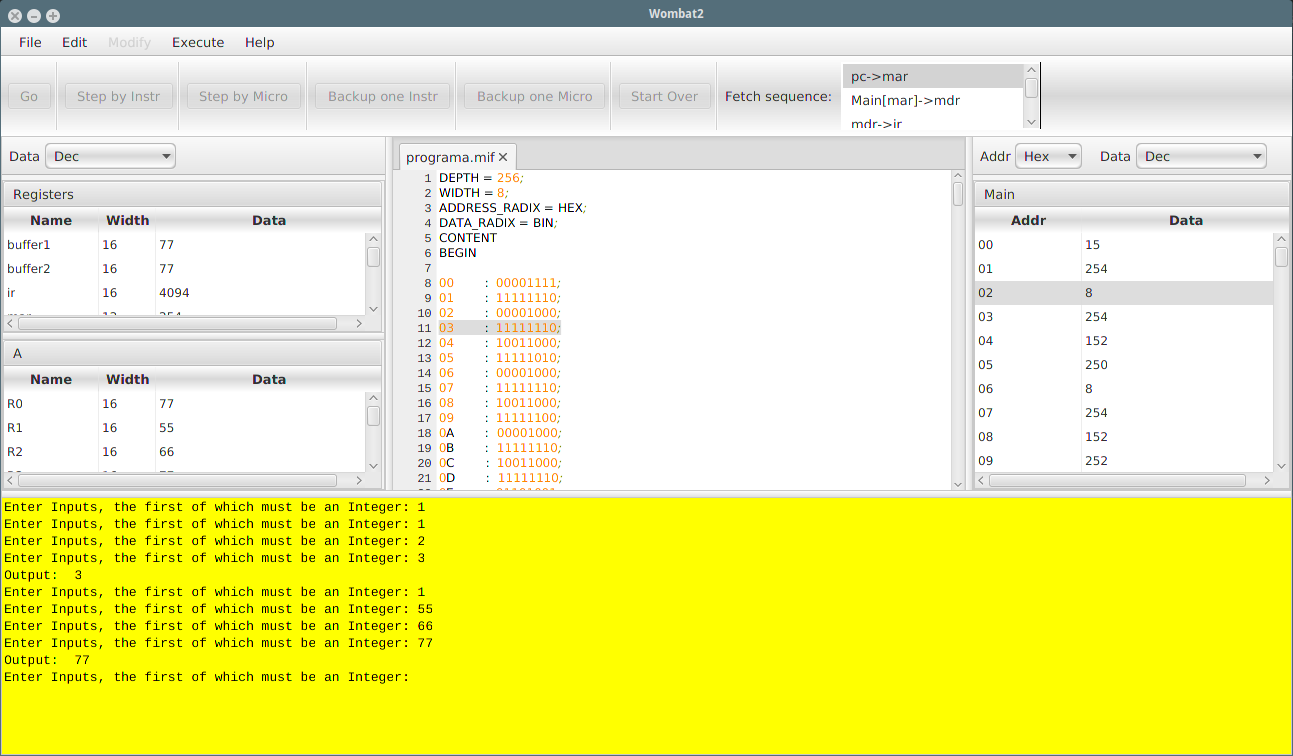 Wombat2
File Edit Modify Execute Help
Go Step by Instr Step by Micro Backup one Instr Backup one Micro Start Over Fetch sequence:
pc->mar
Main[mar]->mdr
mdr->ir
Data Dec
Registers
Name Width Data
buffer1 16 77
buffer2 16 77
ir 16 4094
A
Name Width Data
R0 16 77
R1 16 55
R2 16 66
programa.mif
1 DEPTH = 256;
2 WIDTH = 8;
3 ADDRESS_RADIX = HEX;
4 DATA_RADIX = BIN;
5 CONTENT
6 BEGIN
7
8 00 : 00001111;
9 01 : 11111110;
10 02 : 00001000;
11 03 : 11111110;
12 04 : 10011000;
13 05 : 11111010;
14 06 : 00001000;
15 07 : 11111110;
16 08 : 10011000;
17 09 : 11111100;
18 0A : 00001000;
19 0B : 11111110;
20 0C : 10011000;
21 0D : 11111110;
Addr Hex Data Dec
Main
Addr Data
00 15
01 254
02 8
03 254
04 152
05 250
06 8
07 254
08 152
09 252
Enter Inputs, the first of which must be an Integer: 1
Enter Inputs, the first of which must be an Integer: 1
Enter Inputs, the first of which must be an Integer: 2
Enter Inputs, the first of which must be an Integer: 3
Output: 3
Enter Inputs, the first of which must be an Integer: 1
Enter Inputs, the first of which must be an Integer: 55
Enter Inputs, the first of which must be an Integer: 66
Enter Inputs, the first of which must be an Integer: 77
Output: 77
Enter Inputs, the first of which must be an Integer: